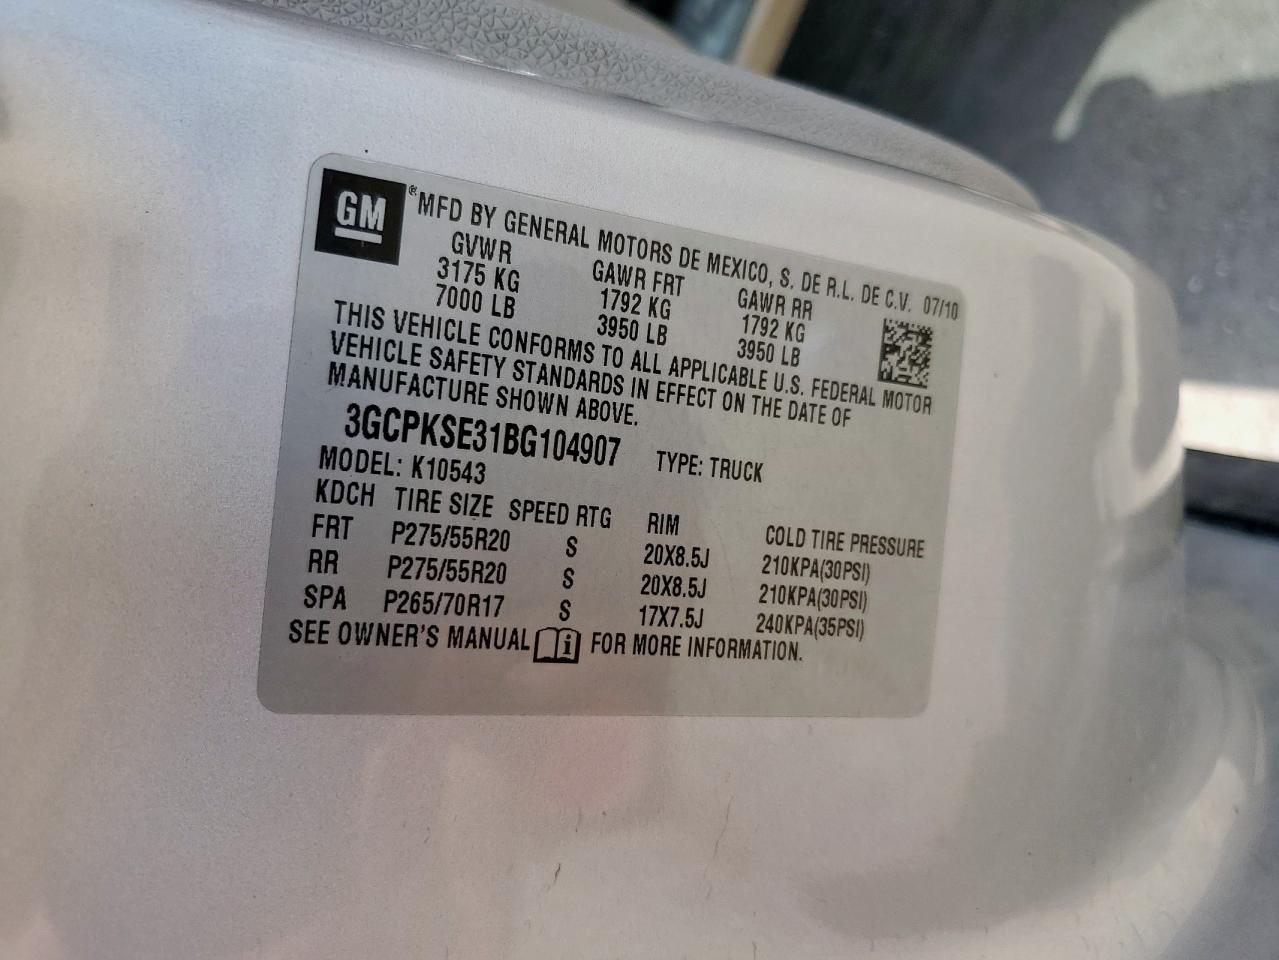 GM ® MFD BY GENERAL MOTORS DE MEXICO, S. DE R.L. DE C.V. 07/10
GVWR GAWR FRT GAWR RR
3175 KG 1792 KG 1792 KG
7000 LB 3950 LB 3950 LB
THIS VEHICLE CONFORMS TO ALL APPLICABLE U.S. FEDERAL MOTOR
VEHICLE SAFETY STANDARDS IN EFFECT ON THE DATE OF
MANUFACTURE SHOWN ABOVE.
3GCPKSE31BG104907 TYPE: TRUCK
MODEL: K10543
KDCH TIRE SIZE SPEED RTG RIM COLD TIRE PRESSURE
FRT P275/55R20 S 20X8.5J 210KPA(30PSI)
RR P275/55R20 S 20X8.5J 210KPA(30PSI)
SPA P265/70R17 S 17X7.5J 240KPA(35PSI)
SEE OWNER'S MANUAL i FOR MORE INFORMATION.